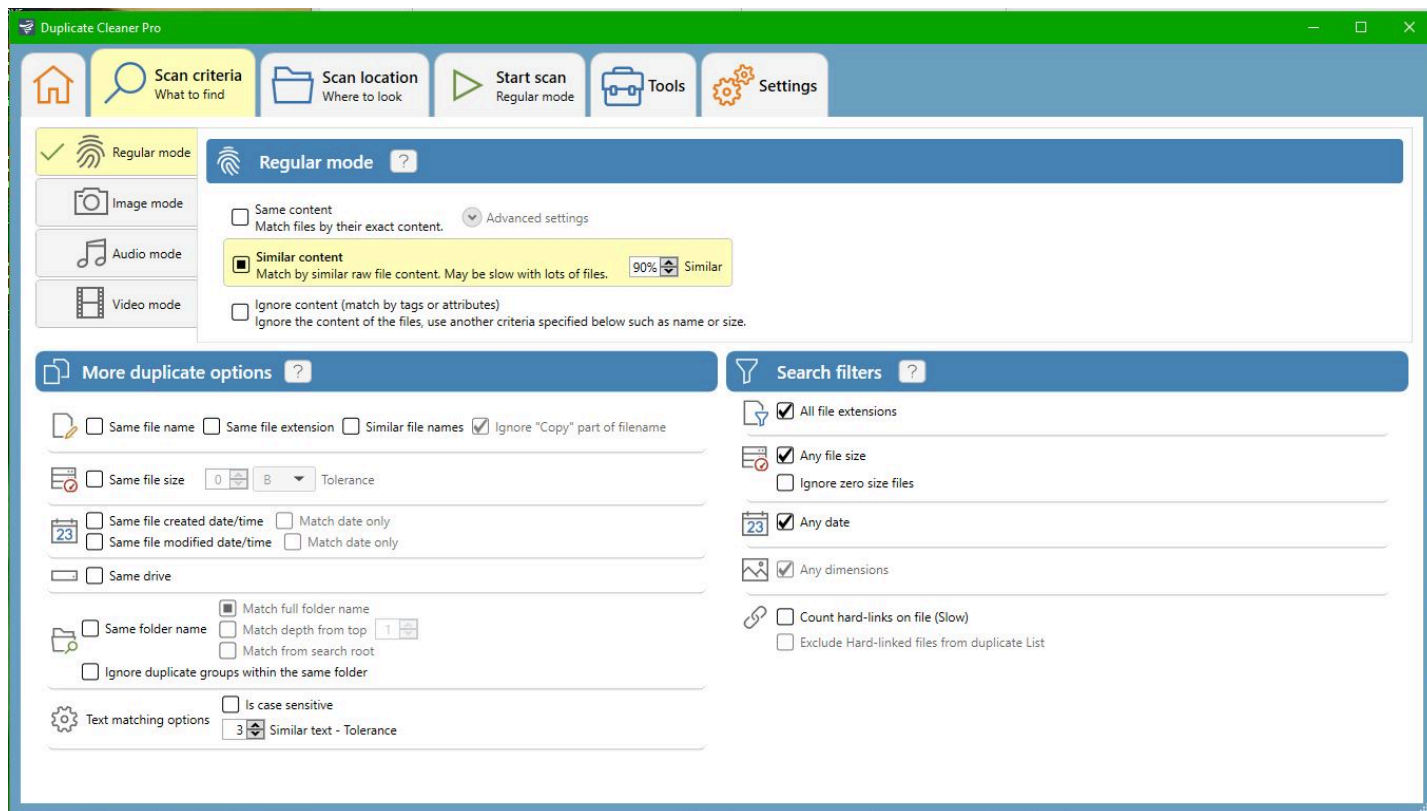 Duplicate Cleaner Pro
Scan criteria
What to find
Scan location
Where to look
Start scan
Regular mode
Tools
Settings
Regular mode
Image mode
Audio mode
Video mode
Regular mode ?
Same content
Match files by their exact content.
Advanced settings
Similar content
Match by similar raw file content. May be slow with lots of files.
90% Similar
Ignore content (match by tags or attributes)
Ignore the content of the files, use another criteria specified below such as name or size.
More duplicate options ?
Same file name Same file extension Similar file names Ignore "Copy" part of filename
Same file size 0 B Tolerance
23
Same file created date/time Match date only
Same file modified date/time Match date only
Same drive
Same folder name
Match full folder name
Match depth from top 1
Match from search root
Ignore duplicate groups within the same folder
Text matching options
Is case sensitive
3 Similar text - Tolerance
Search filters ?
All file extensions
Any file size
Ignore zero size files
23 Any date
Any dimensions
Count hard-links on file (Slow)
Exclude Hard-linked files from duplicate List